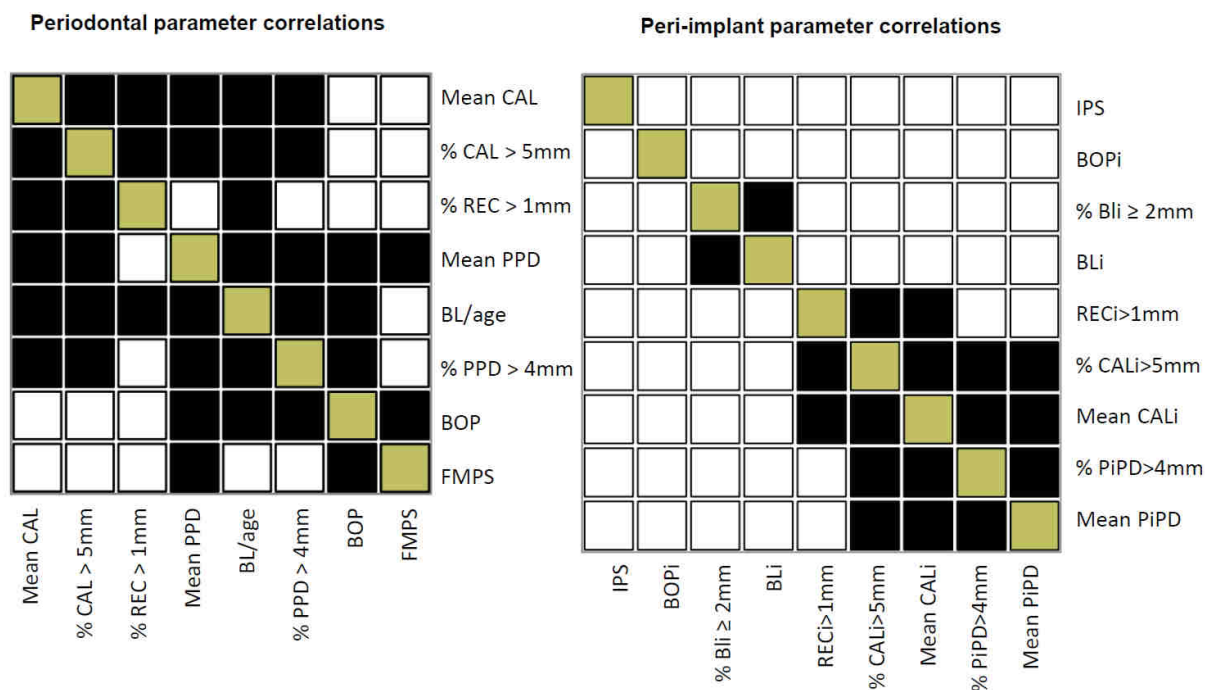 Periodontal parameter correlations
Mean CAL
% CAL > 5mm
% REC > 1mm
Mean PPD
BL/age
% PPD > 4mm
BOP
FMPS
Mean CAL
% CAL > 5mm
% REC > 1mm
Mean PPD
BL/age
% PPD > 4mm
BOP
FMPS
Peri-implant parameter correlations
IPS
BOPi
% Bli ≥ 2mm
BLi
RECi>1mm
% CALi>5mm
Mean CALi
% PiPD>4mm
Mean PiPD
IPS
BOPi
% Bli ≥ 2mm
BLi
RECi>1mm
% CALi>5mm
Mean CALi
% PiPD>4mm
Mean PiPD